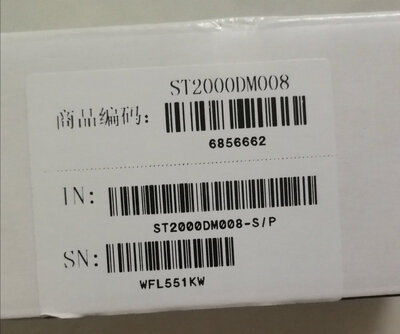 ST2000DM008
商品编码:
6856662
IN:
ST2000DM008-S/P
SN:
WFL551KW